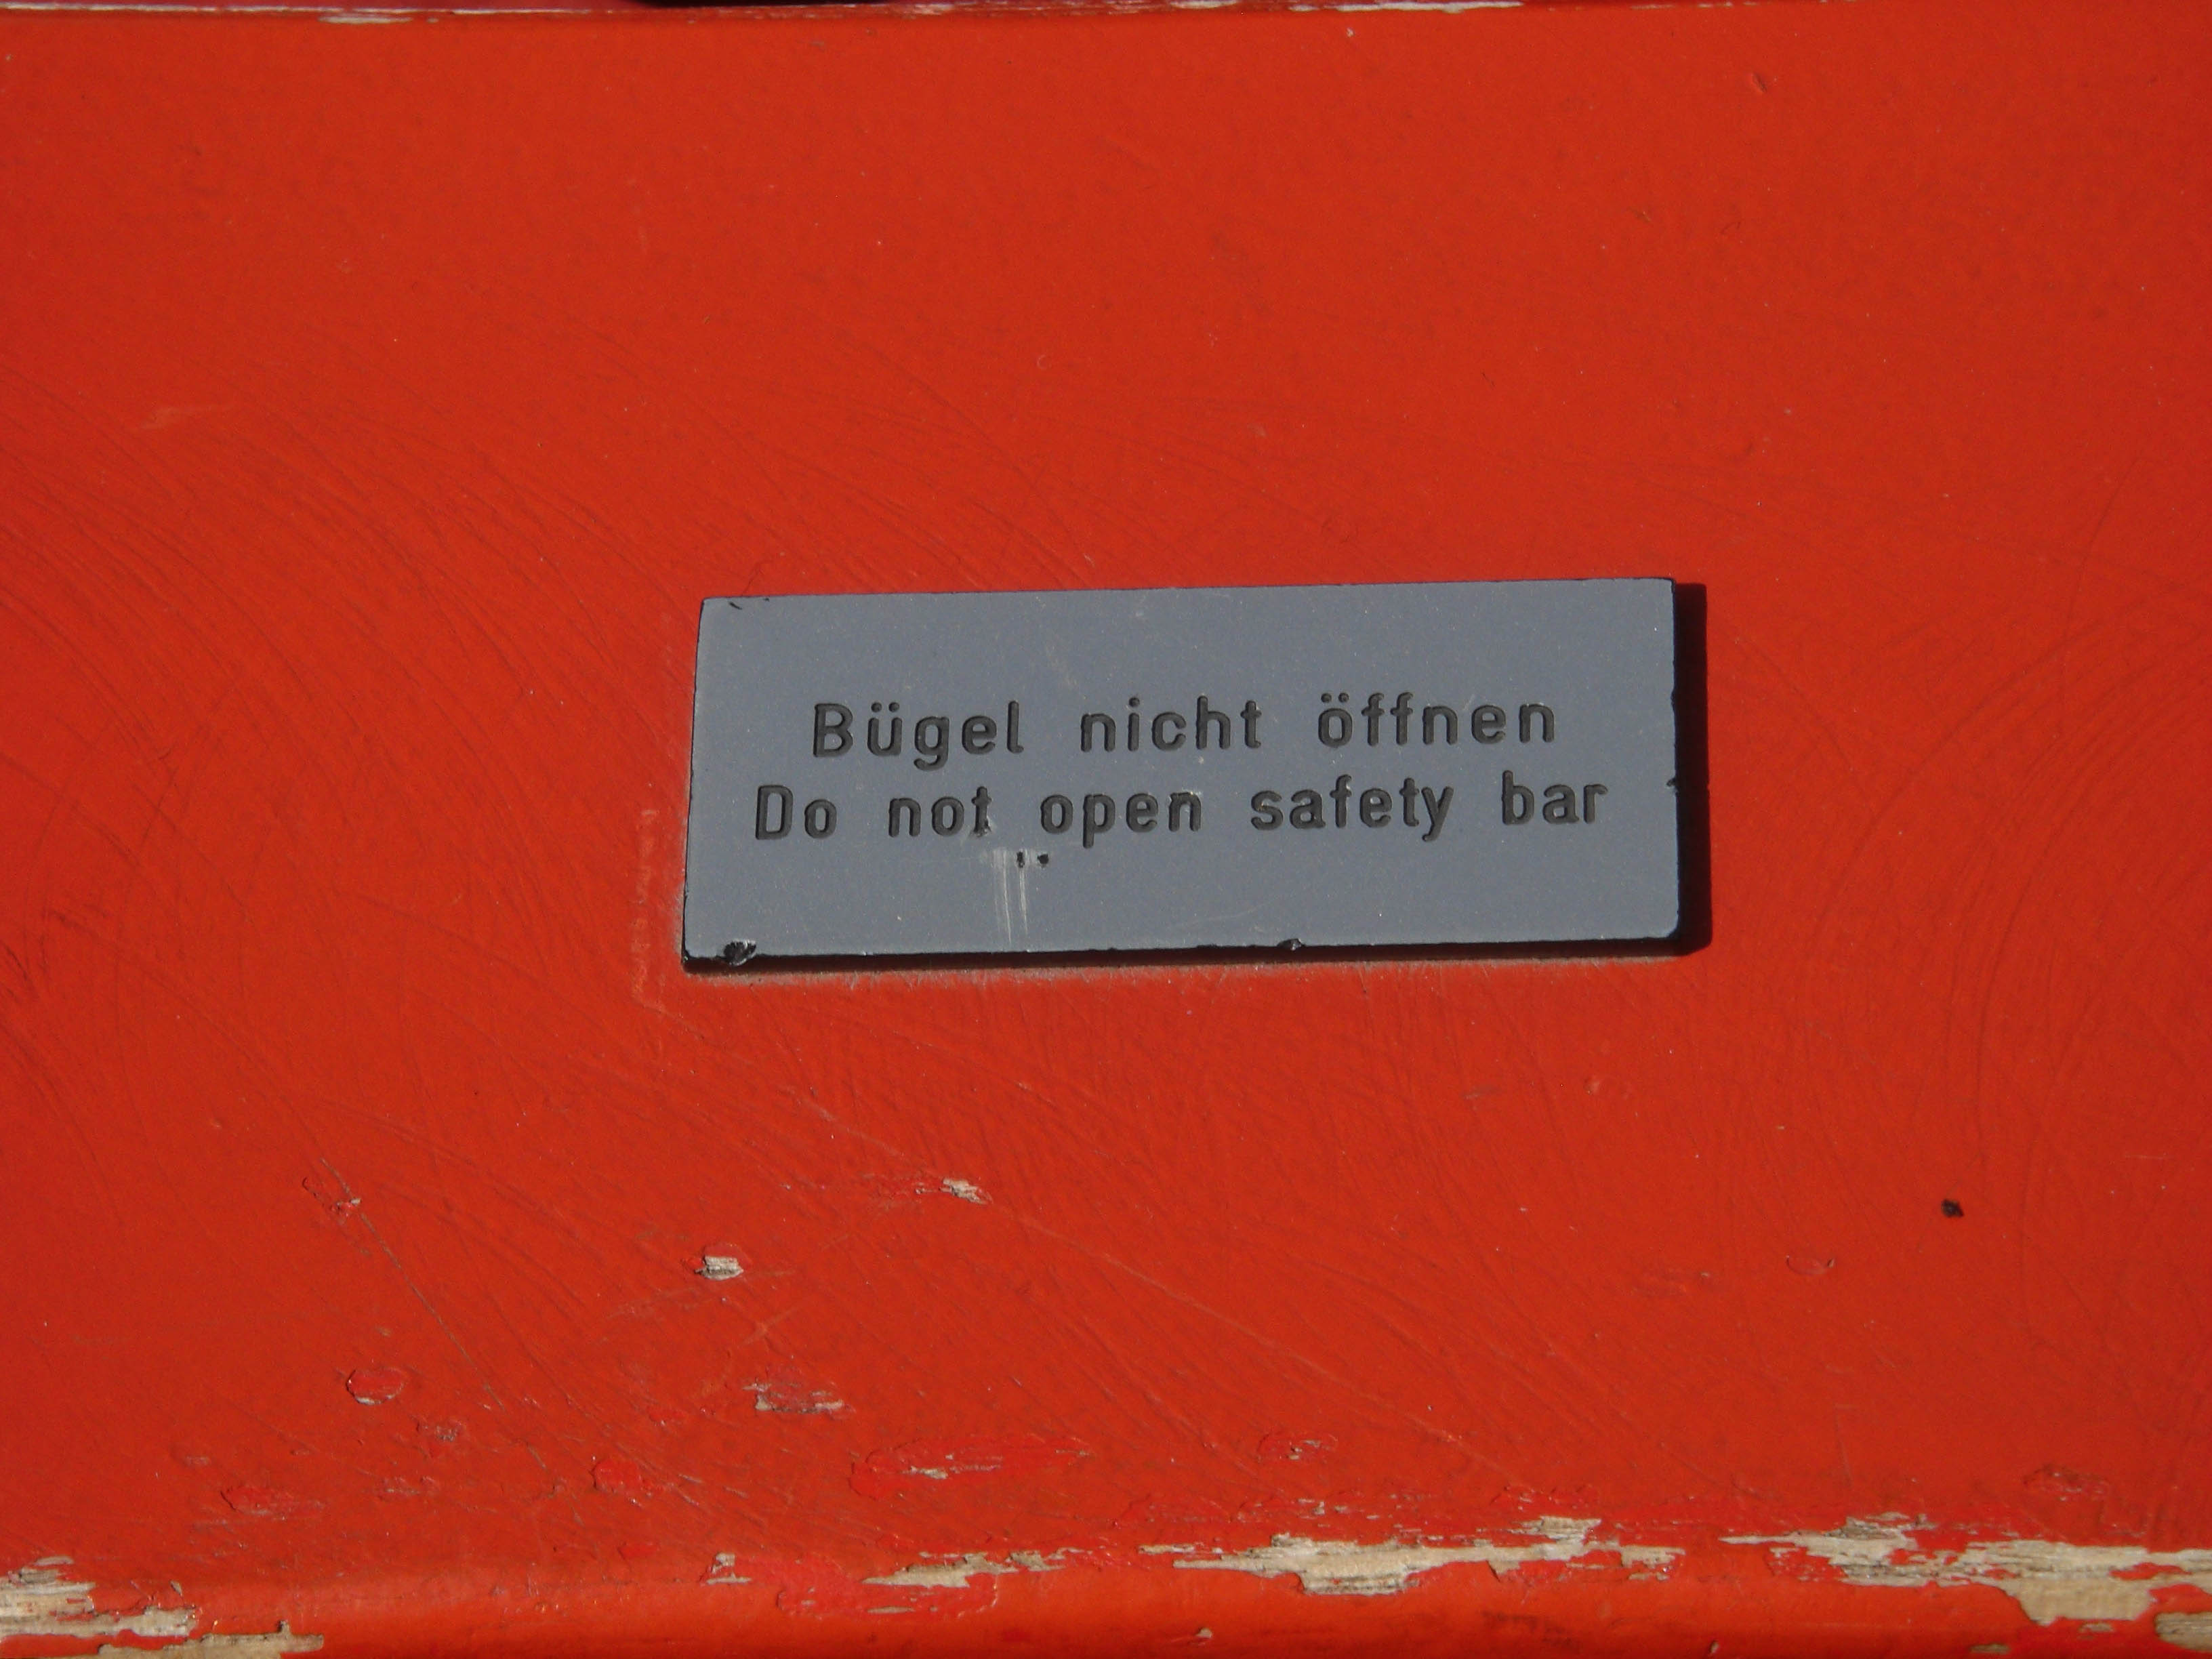 Bügel nicht öffnen
Do not open safety bar